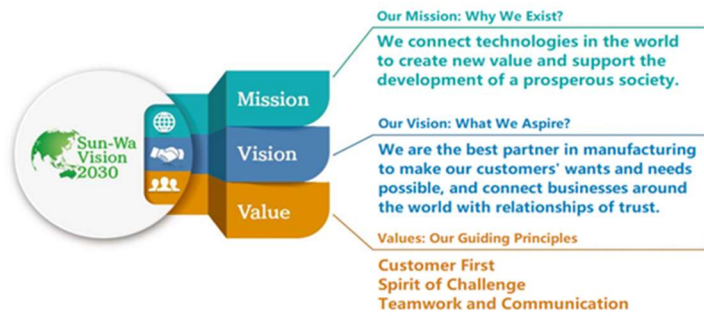 Sun-Wa
Vision
2030
Mission
Our Mission: Why We Exist?
We connect technologies in the world
to create new value and support the
development of a prosperous society.
Vision
Our Vision: What We Aspire?
We are the best partner in manufacturing
to make our customers' wants and needs
possible, and connect businesses around
the world with relationships of trust.
Value
Values: Our Guiding Principles
Customer First
Spirit of Challenge
Teamwork and Communication